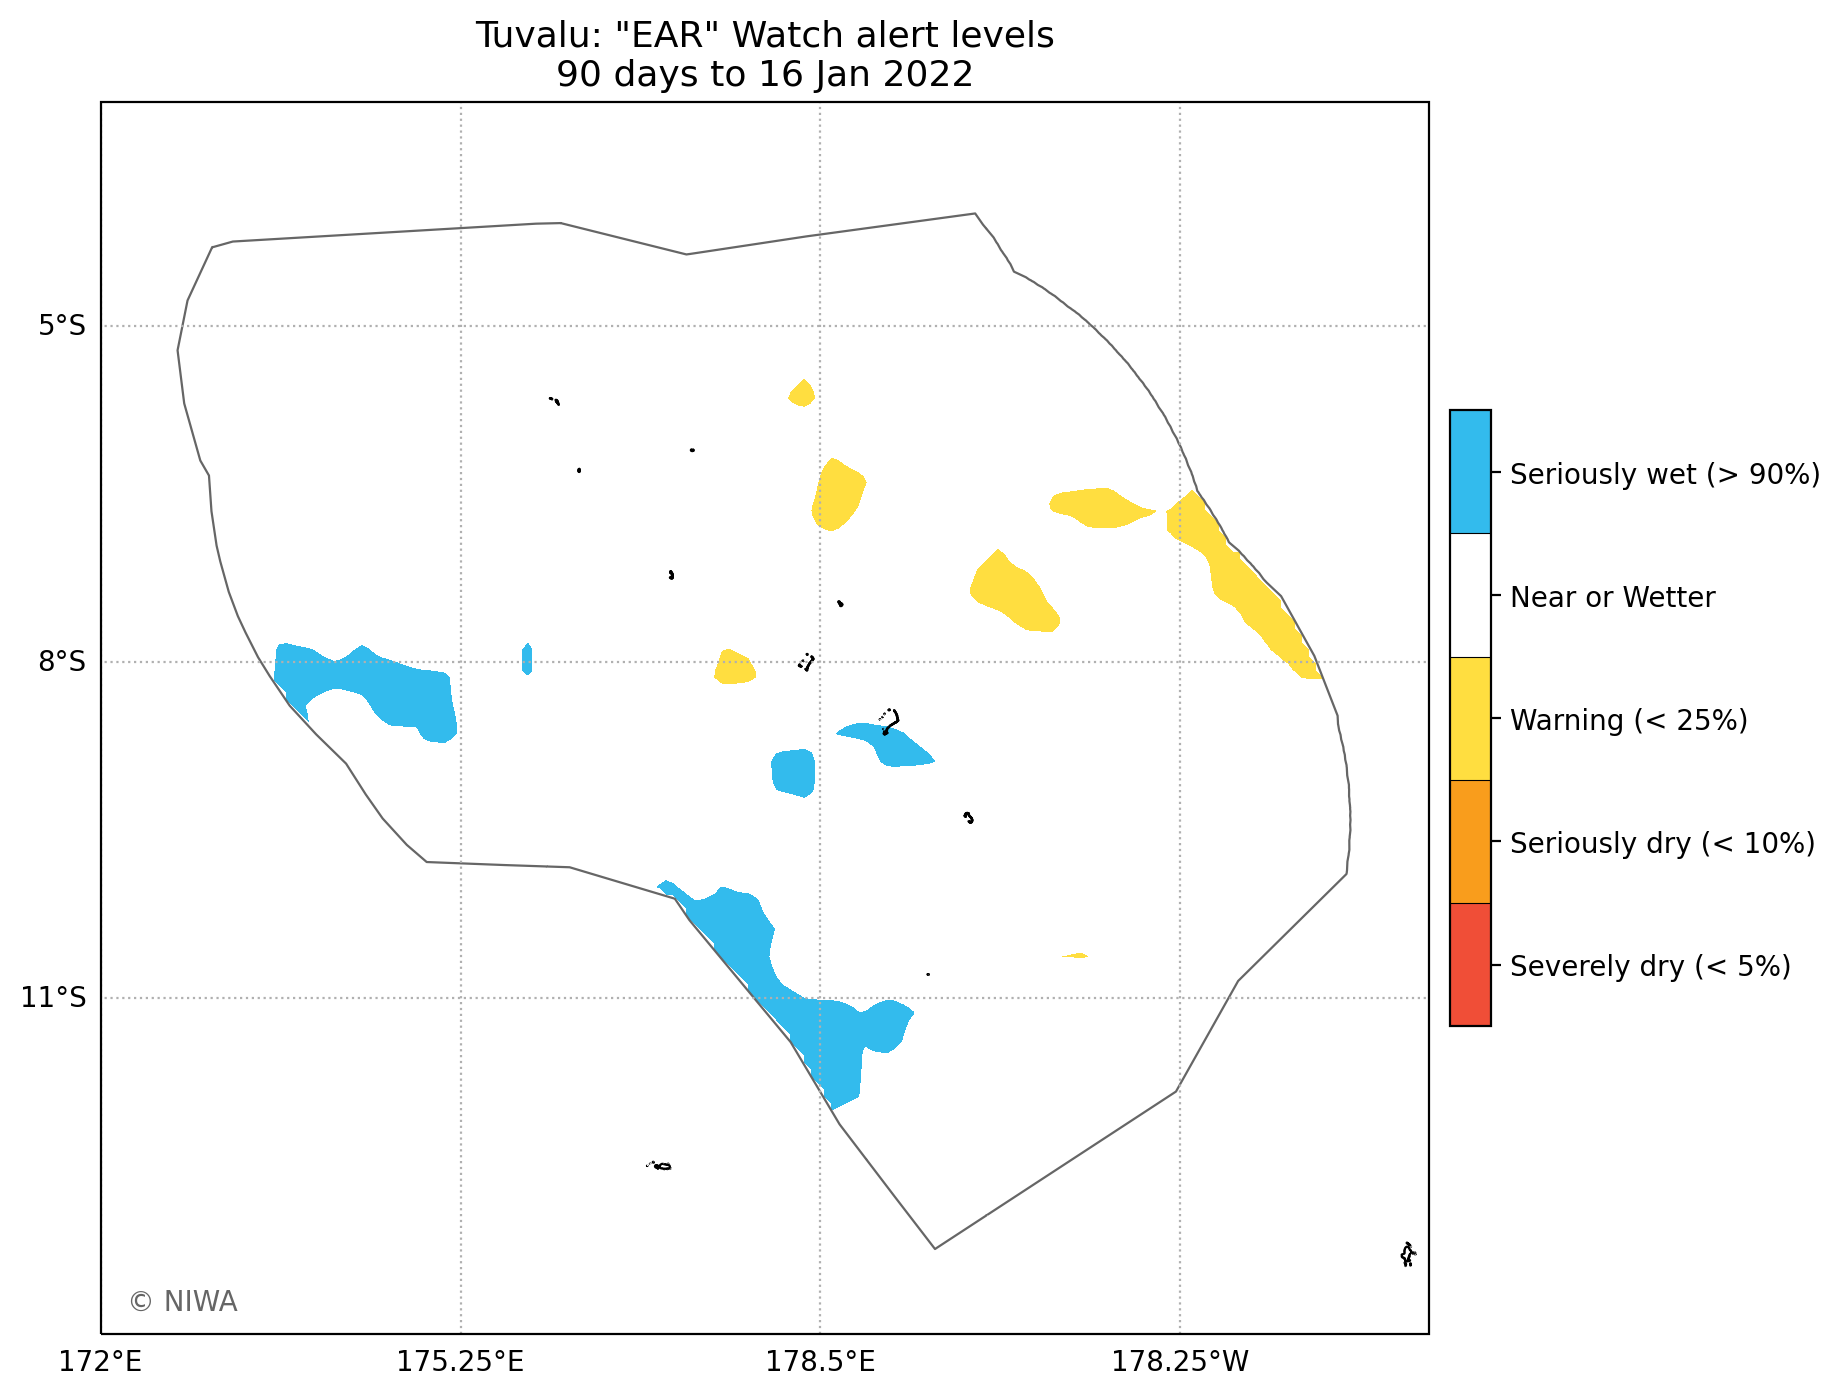 Tuvalu: "EAR" Watch alert levels
90 days to 16 Jan 2022
5°S
8°S
11°S
172°E
175.25°E
178.5°E
178.25°W
Seriously wet (> 90%)
Near or Wetter
Warning (< 25%)
Seriously dry (< 10%)
Severely dry (< 5%)
© NIWA